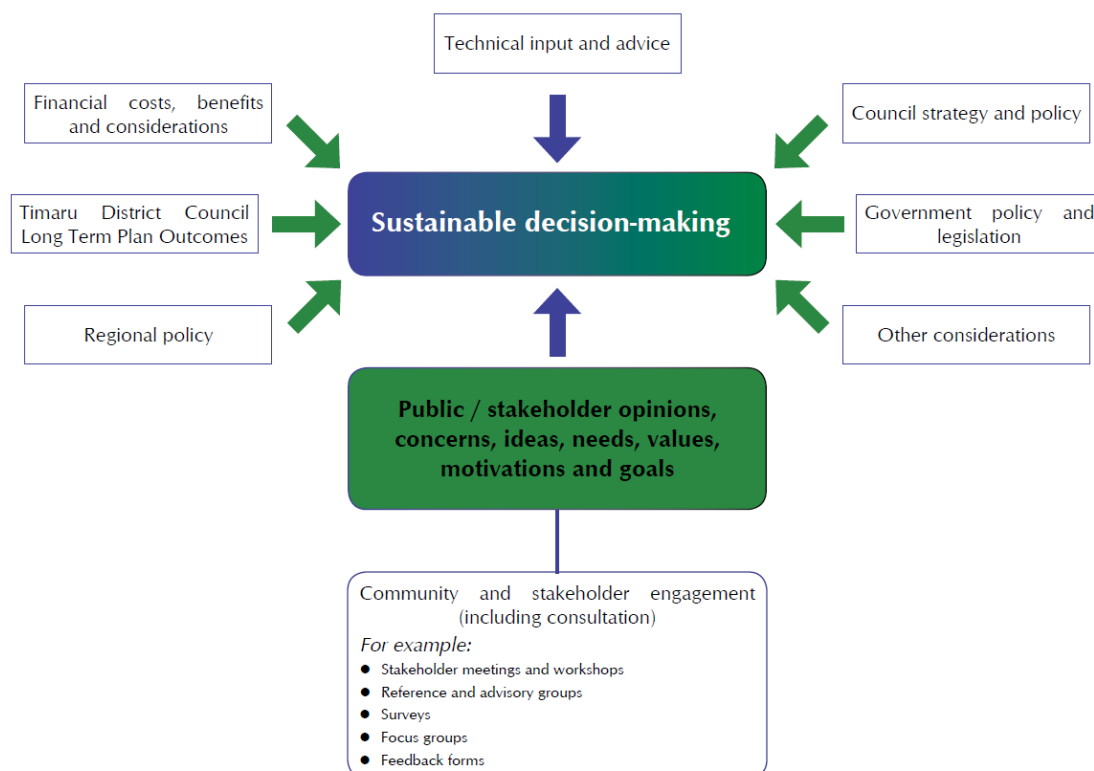 Technical input and advice
Financial costs, benefits
and considerations
Council strategy and policy
Timaru District Council
Long Term Plan Outcomes
Sustainable decision-making
Government policy and
legislation
Regional policy
Other considerations
Public / stakeholder opinions,
concerns, ideas, needs, values,
motivations and goals
Community and stakeholder engagement
(including consultation)
For example:
● Stakeholder meetings and workshops
● Reference and advisory groups
● Surveys
● Focus groups
● Feedback forms